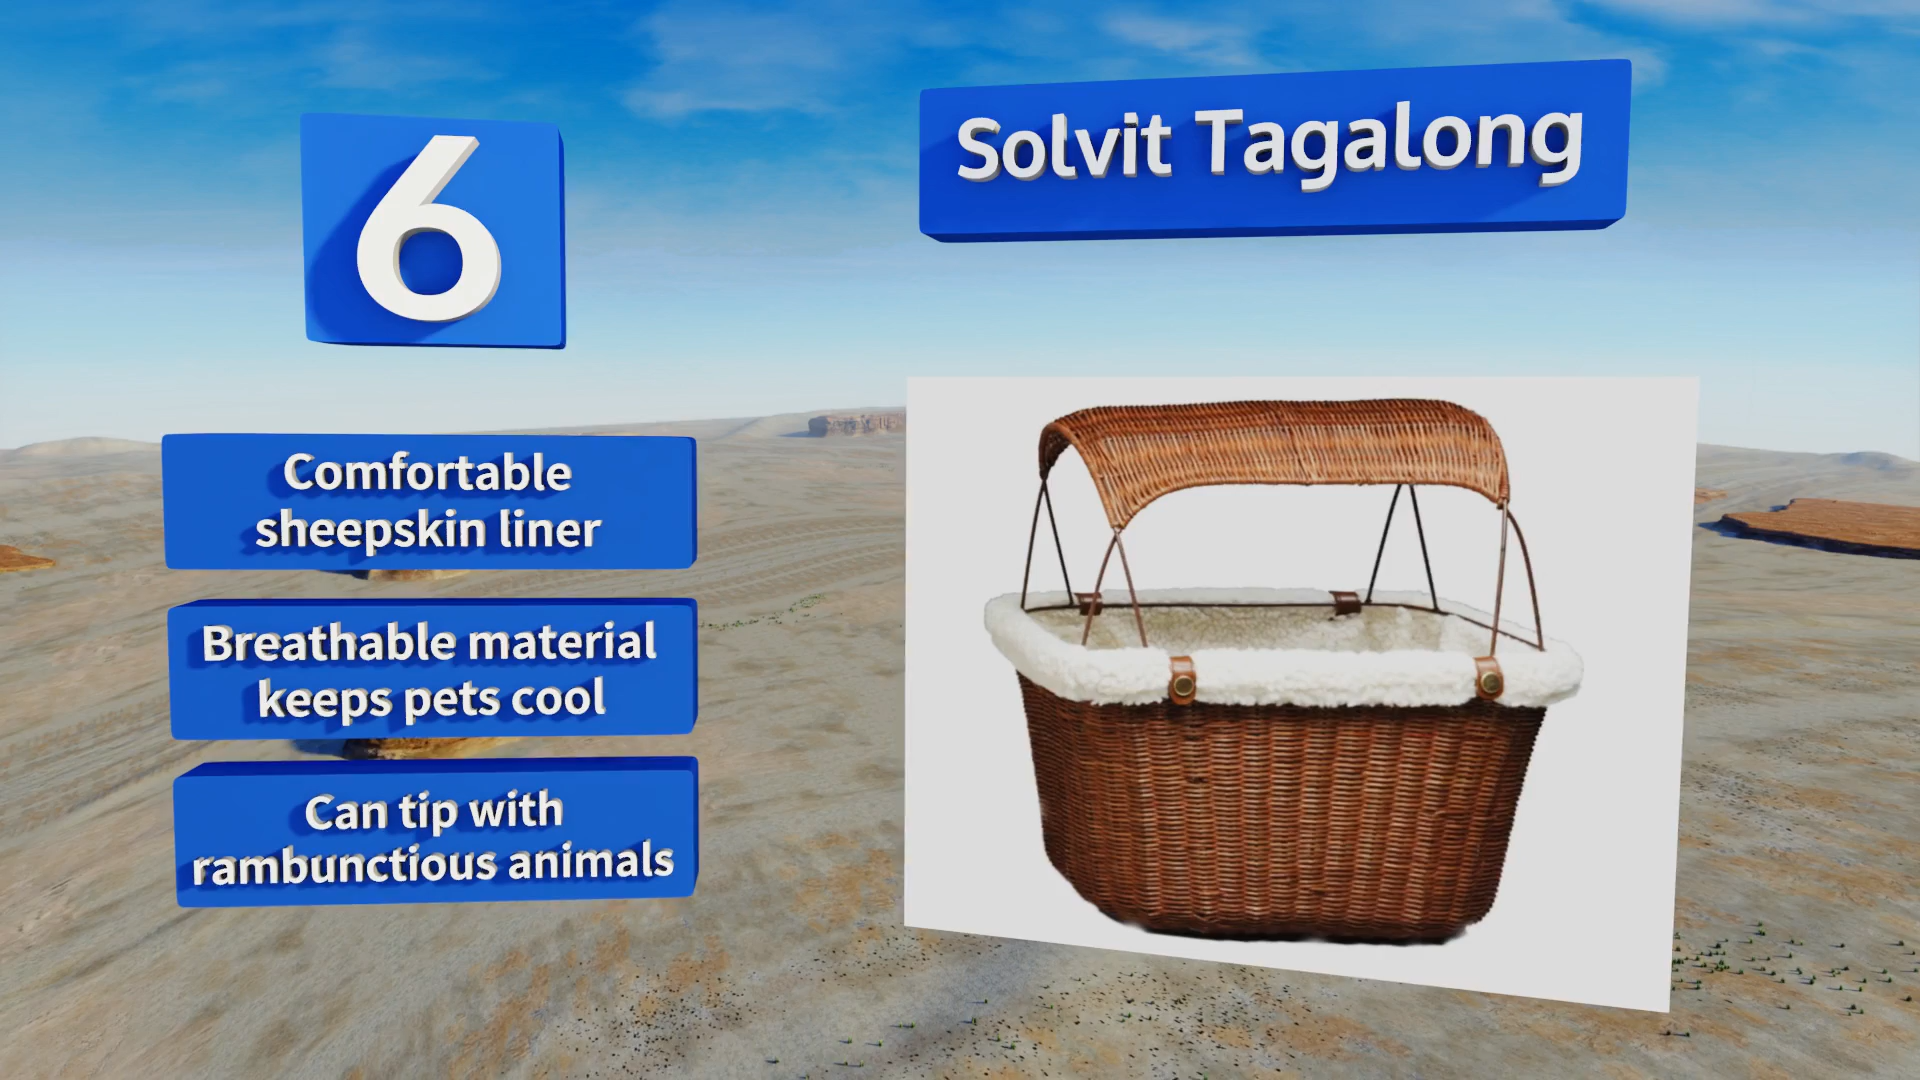 6
Solvit Tagalong
Comfortable
sheepskin liner
Breathable material
keeps pets cool
Can tip with
rambunctious animals